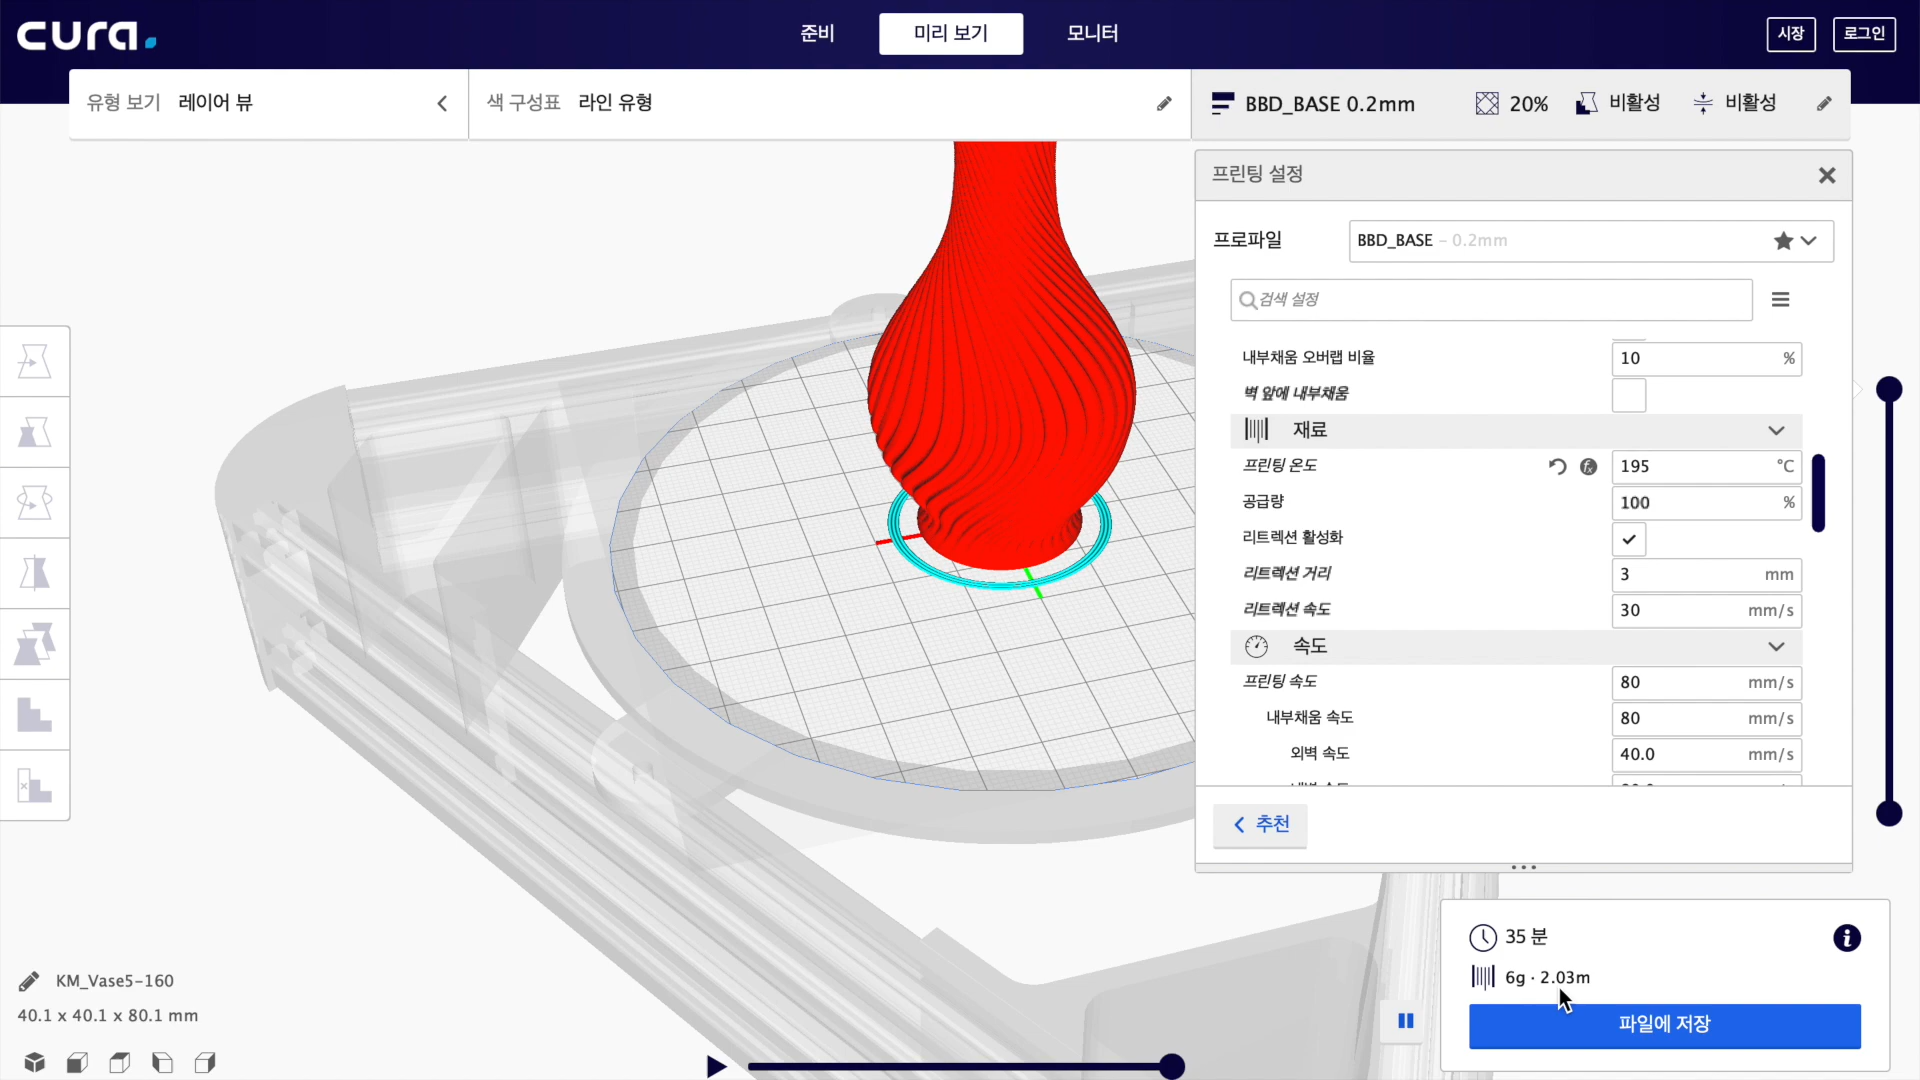 cura.
준비
미리 보기
모니터
시장
로그인
유형 보기 레이어 뷰
색 구성표 라인 유형
BBD_BASE 0.2mm
20%
비활성
비활성
프린팅 설정
프로파일
BBD_BASE – 0.2mm
검색 설정
내부채움 오버랩 비율 10 %
벽 앞에 내부채움
재료
프린팅 온도 195 °C
공급량 100 %
리트렉션 활성화
리트렉션 거리 3 mm
리트렉션 속도 30 mm/s
속도
프린팅 속도 80 mm/s
내부채움 속도 80 mm/s
외벽 속도 40.0 mm/s
추천
35 분
6g · 2.03m
파일에 저장
KM_Vase5-160
40.1 x 40.1 x 80.1 mm